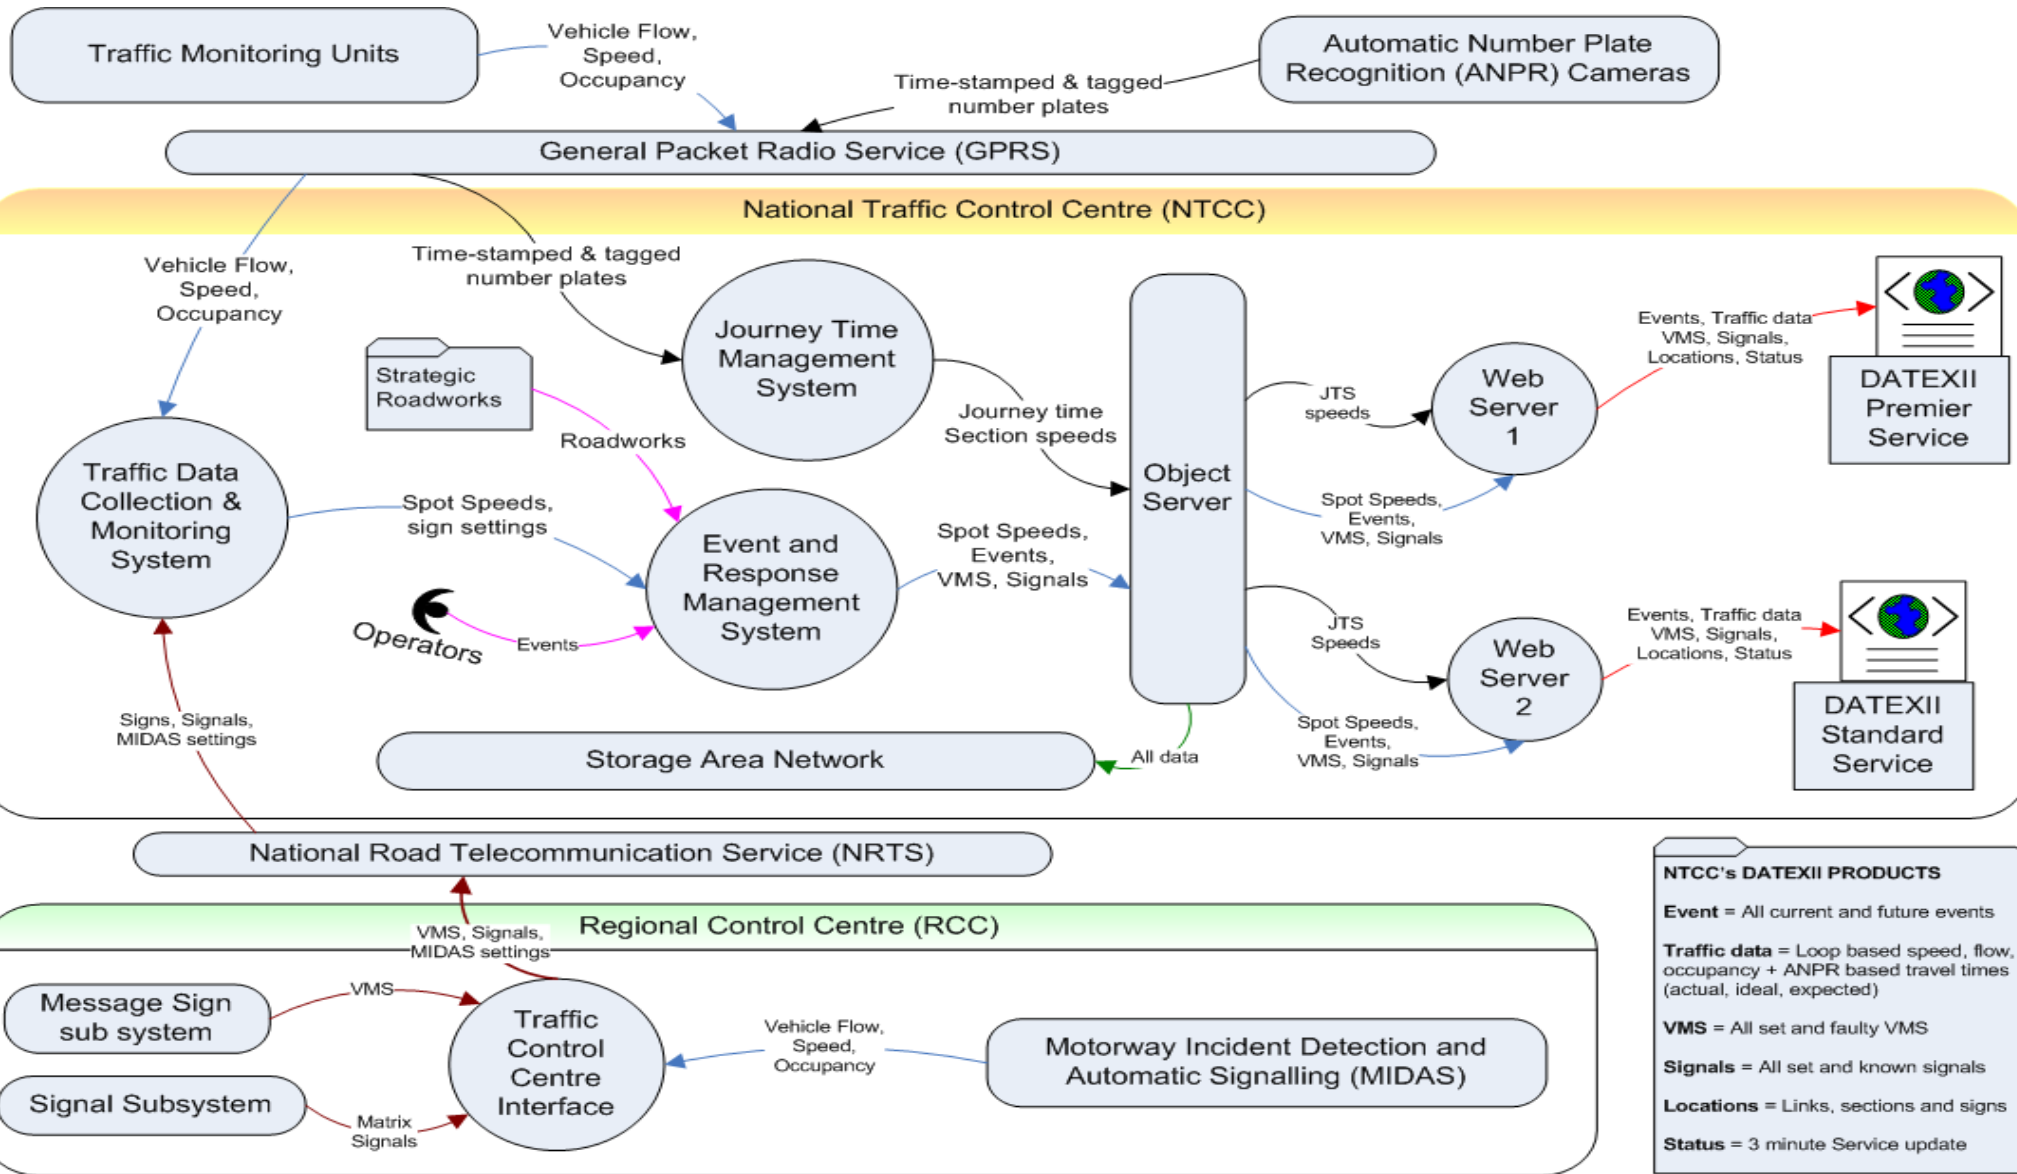 Traffic Monitoring Units
Vehicle Flow,
Speed,
Occupancy
Time-stamped & tagged
number plates
Automatic Number Plate
Recognition (ANPR) Cameras
General Packet Radio Service (GPRS)
National Traffic Control Centre (NTCC)
Vehicle Flow,
Speed,
Occupancy
Time-stamped & tagged
number plates
Strategic
Roadworks
Roadworks
Journey Time
Management
System
Journey time
Section speeds
Traffic Data
Collection &
Monitoring
System
Spot Speeds,
sign settings
Operators
Events
Event and
Response
Management
System
Spot Speeds,
Events,
VMS, Signals
Object
Server
JTS
speeds
Spot Speeds,
Events,
VMS, Signals
Web
Server
1
Events, Traffic data
VMS, Signals,
Locations, Status
DATEXII
Premier
Service
JTS
Speeds
Spot Speeds,
Events,
VMS, Signals
Web
Server
2
Events, Traffic data
VMS, Signals,
Locations, Status
DATEXII
Standard
Service
All data
Storage Area Network
Signs, Signals,
MIDAS settings
National Road Telecommunication Service (NRTS)
Regional Control Centre (RCC)
VMS, Signals,
MIDAS settings
Message Sign
sub system
VMS
Signal Subsystem
Matrix
Signals
Traffic
Control
Centre
Interface
Vehicle Flow,
Speed,
Occupancy
Motorway Incident Detection and
Automatic Signalling (MIDAS)
NTCC's DATEXII PRODUCTS
Event = All current and future events
Traffic data = Loop based speed, flow,
occupancy + ANPR based travel times
(actual, ideal, expected)
VMS = All set and faulty VMS
Signals = All set and known signals
Locations = Links, sections and signs
Status = 3 minute Service update